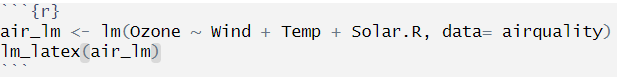 ```{r}
air_lm <- lm(Ozone ~ Wind + Temp + Solar.R, data= airquality)
lm_latex(air_lm)
```